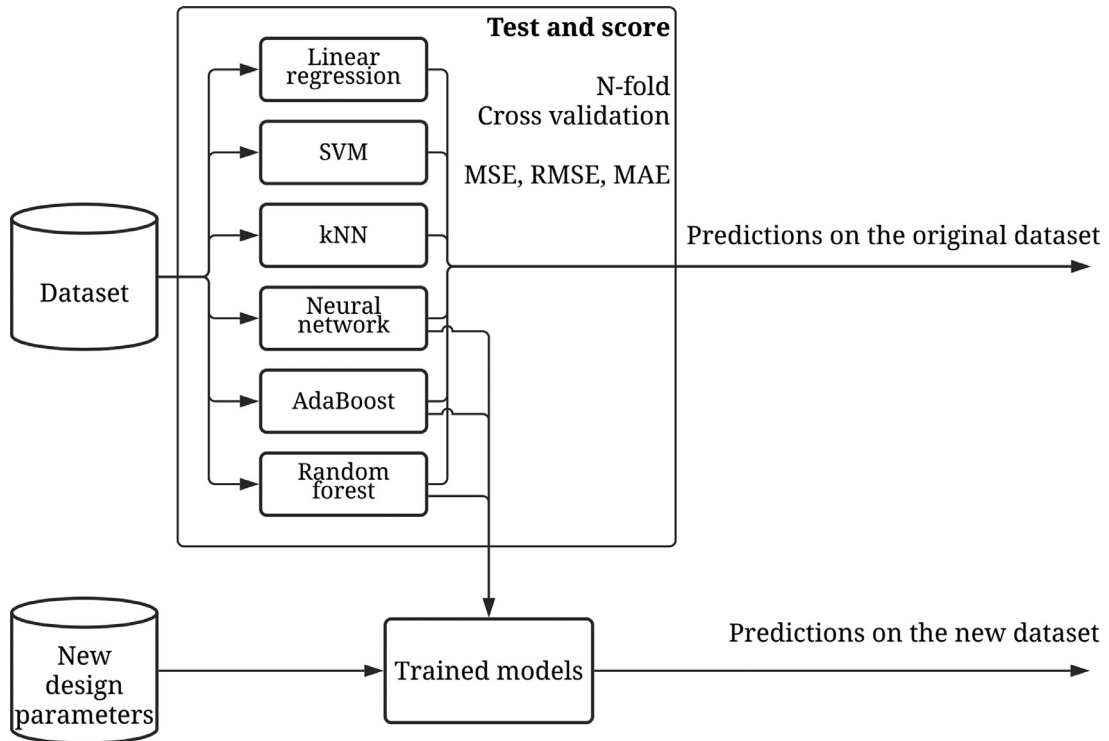 Test and score
N-fold
Cross validation
MSE, RMSE, MAE
Linear
regression
SVM
kNN
Neural
network
AdaBoost
Random
forest
Dataset
Predictions on the original dataset
New
design
parameters
Trained models
Predictions on the new dataset